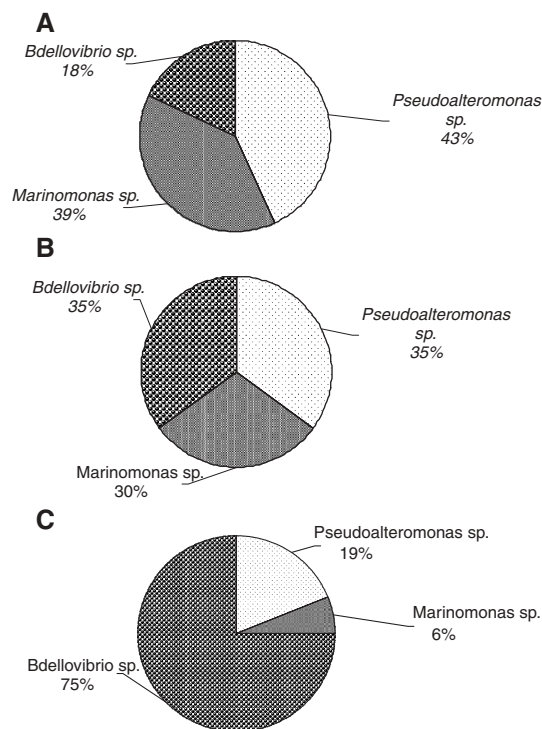 A
Bdellovibrio sp.
18%
Pseudoalteromonas
sp.
43%
Marinomonas sp.
39%
B
Bdellovibrio sp.
35%
Pseudoalteromonas
sp.
35%
Marinomonas sp.
30%
C
Pseudoalteromonas sp.
19%
Marinomonas sp.
6%
Bdellovibrio sp.
75%